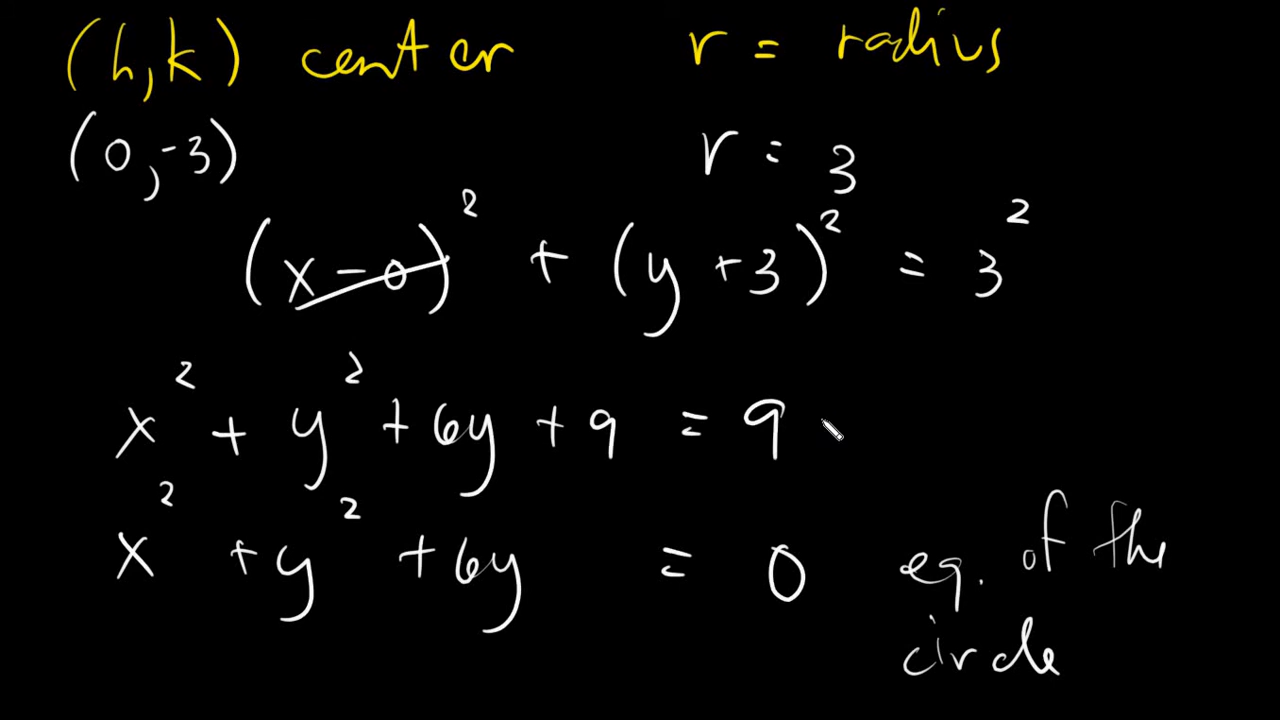 (h, k) center r = radius
(0, -3) r = 3
(x - 0)² + (y + 3)² = 3²
x² + y² + 6y + 9 = 9
x² + y² + 6y = 0 eq. of the
circle